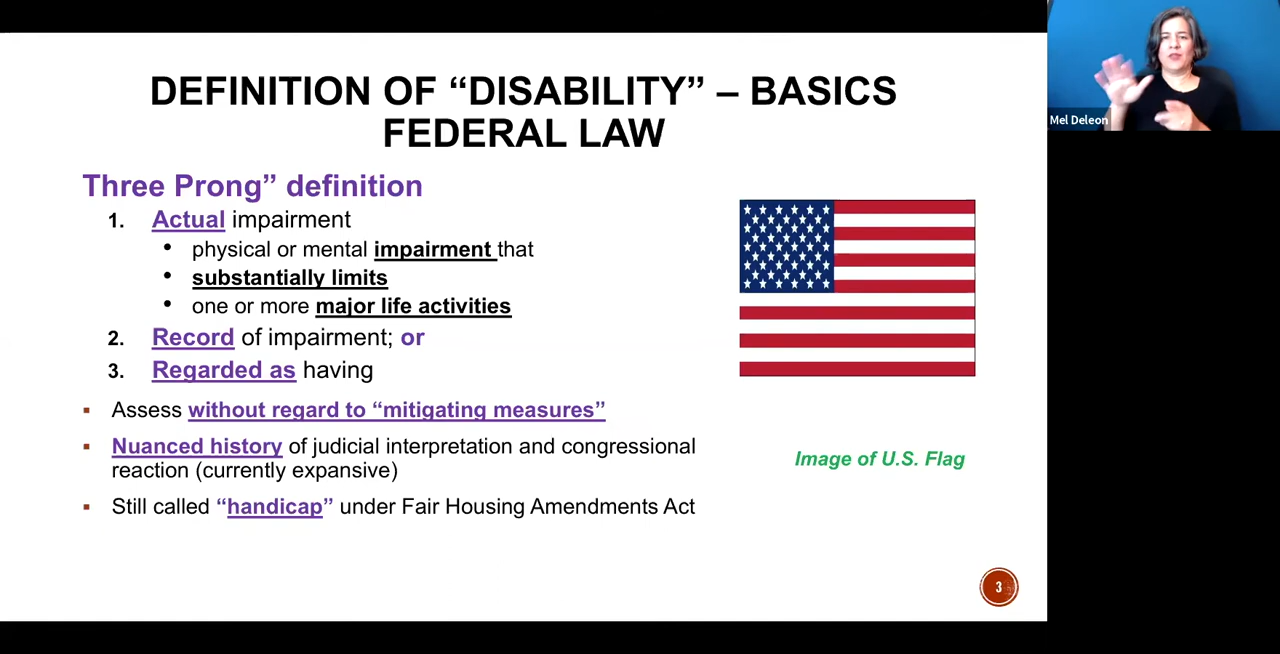 DEFINITION OF “DISABILITY” – BASICS
FEDERAL LAW
Three Prong” definition
1. Actual impairment
• physical or mental impairment that
• substantially limits
• one or more major life activities
2. Record of impairment; or
3. Regarded as having
▪ Assess without regard to “mitigating measures”
▪ Nuanced history of judicial interpretation and congressional
reaction (currently expansive)
▪ Still called “handicap” under Fair Housing Amendments Act
Image of U.S. Flag
3
Mel Deleon